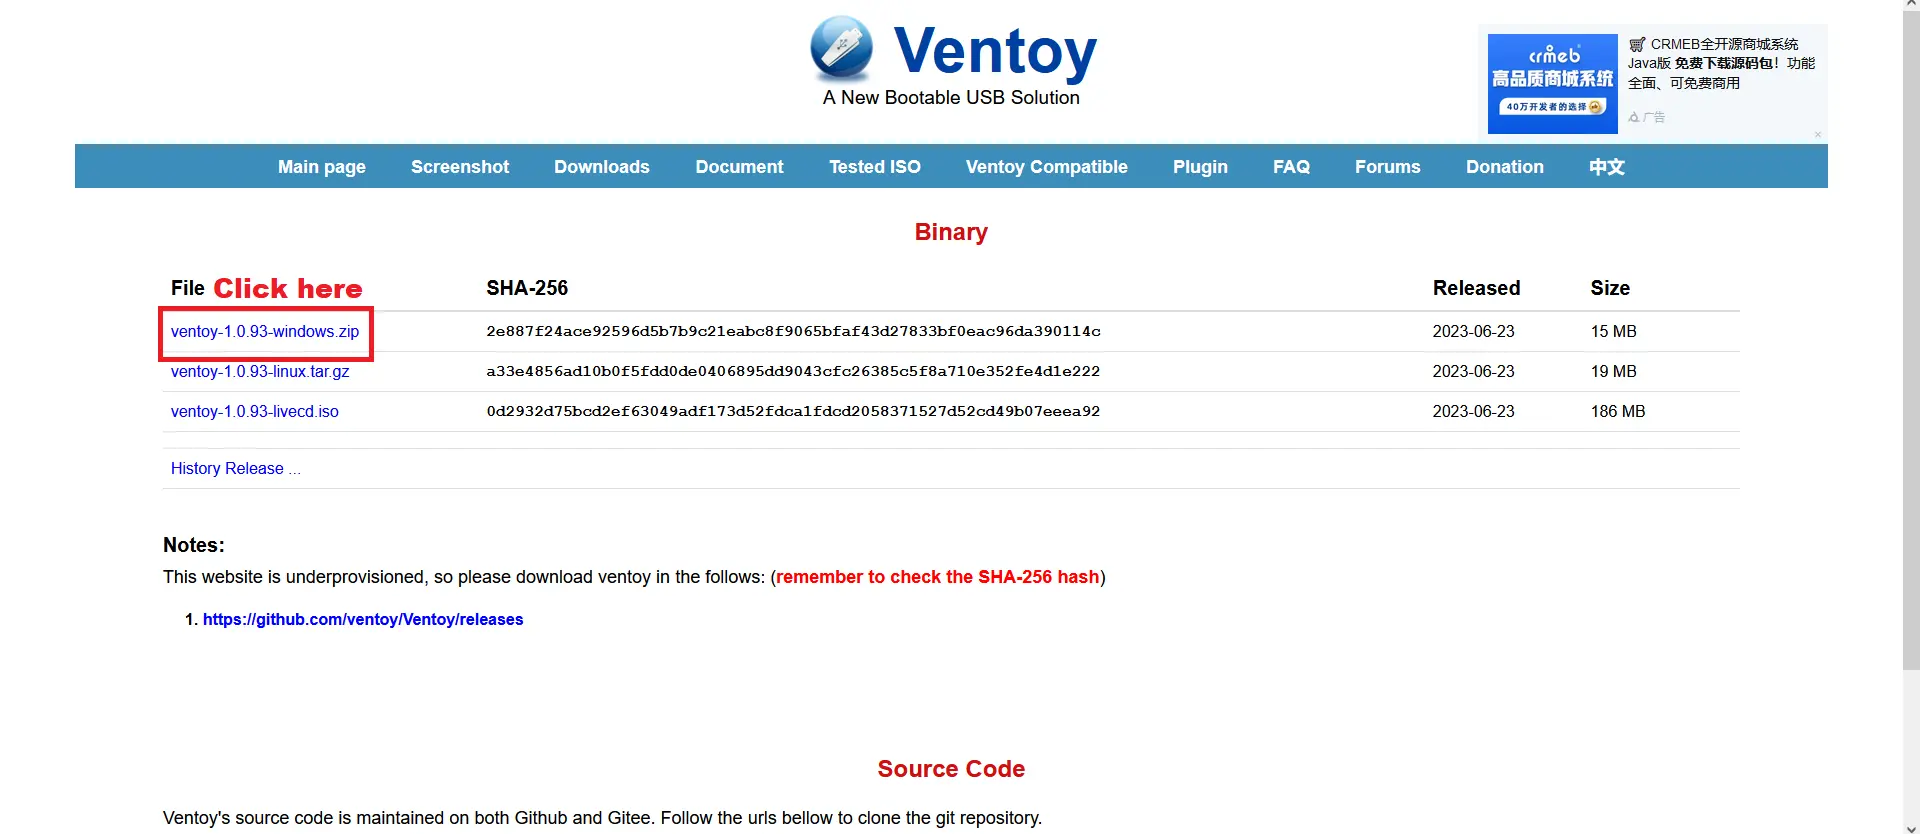 Ventoy
A New Bootable USB Solution
crmeb
高品质商城系统
40万开发者的选择
CRMEB全开源商城系统
Java版 免费下载源码包！功能
全面、可免费商用
广告
Main page Screenshot Downloads Document Tested ISO Ventoy Compatible Plugin FAQ Forums Donation 中文
Binary
File Click here SHA-256 Released Size
ventoy-1.0.93-windows.zip 2e887f24ace92596d5b7b9c21eabc8f9065bfaf43d27833bf0eac96da390114c 2023-06-23 15 MB
ventoy-1.0.93-linux.tar.gz a33e4856ad10b0f5fdd0de0406895dd9043cfc26385c5f8a710e352fe4d1e222 2023-06-23 19 MB
ventoy-1.0.93-livecd.iso 0d2932d75bcd2ef63049adf173d52fdca1fdcd2058371527d52cd49b07eeea92 2023-06-23 186 MB
History Release ...
Notes:
This website is underprovisioned, so please download ventoy in the follows: (remember to check the SHA-256 hash)
1. https://github.com/ventoy/Ventoy/releases
Source Code
Ventoy's source code is maintained on both Github and Gitee. Follow the urls bellow to clone the git repository.